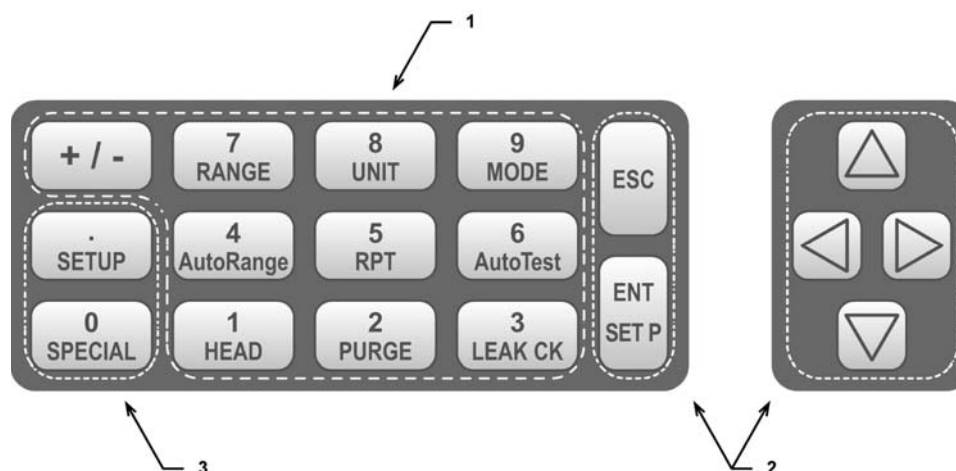 1
+ / -
7
RANGE
8
UNIT
9
MODE
ESC
.
SETUP
4
AutoRange
5
RPT
6
AutoTest
ENT
SET P
0
SPECIAL
1
HEAD
2
PURGE
3
LEAK CK
3
2